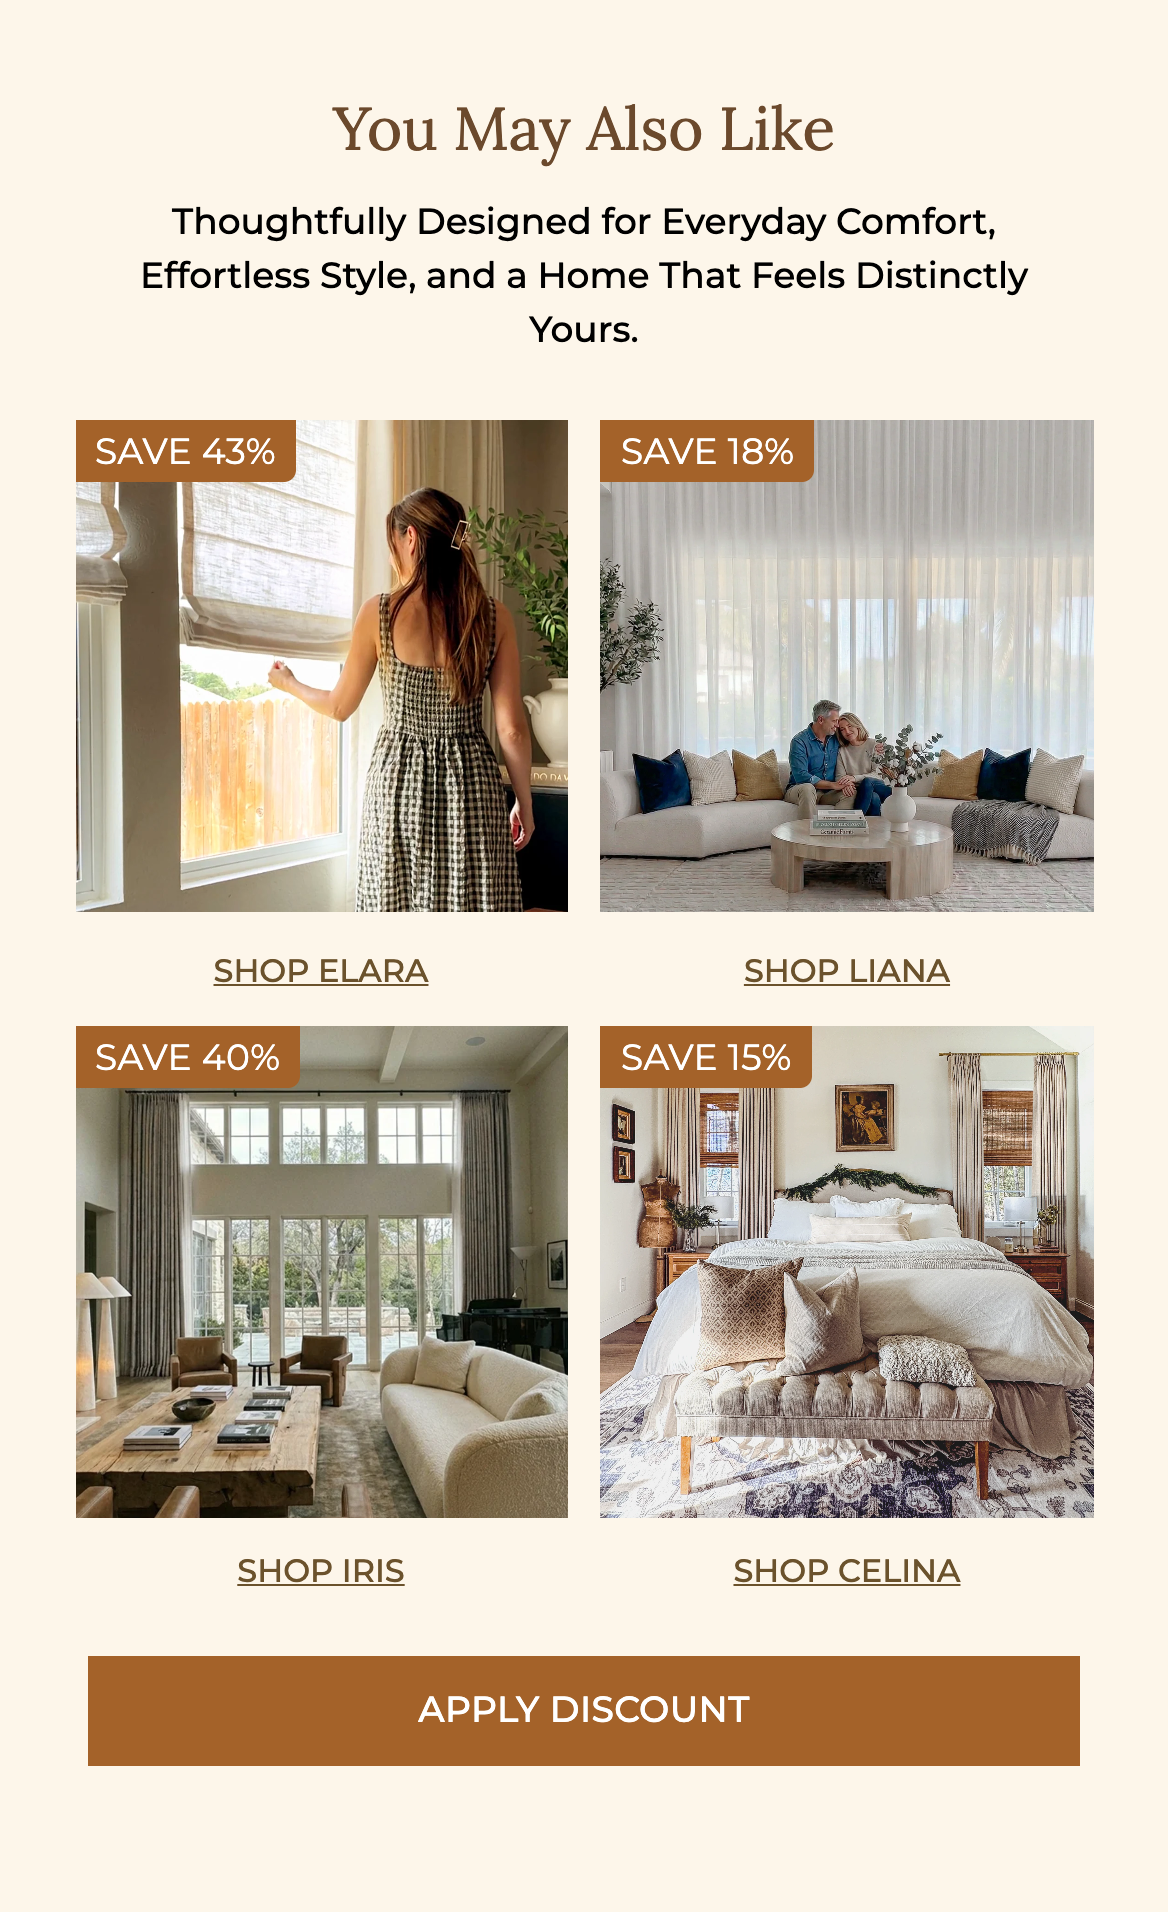 You May Also Like
Thoughtfully Designed for Everyday Comfort,
Effortless Style, and a Home That Feels Distinctly
Yours.
SAVE 43%
SAVE 18%
SHOP ELARA
SHOP LIANA
SAVE 40%
SAVE 15%
SHOP IRIS
SHOP CELINA
APPLY DISCOUNT